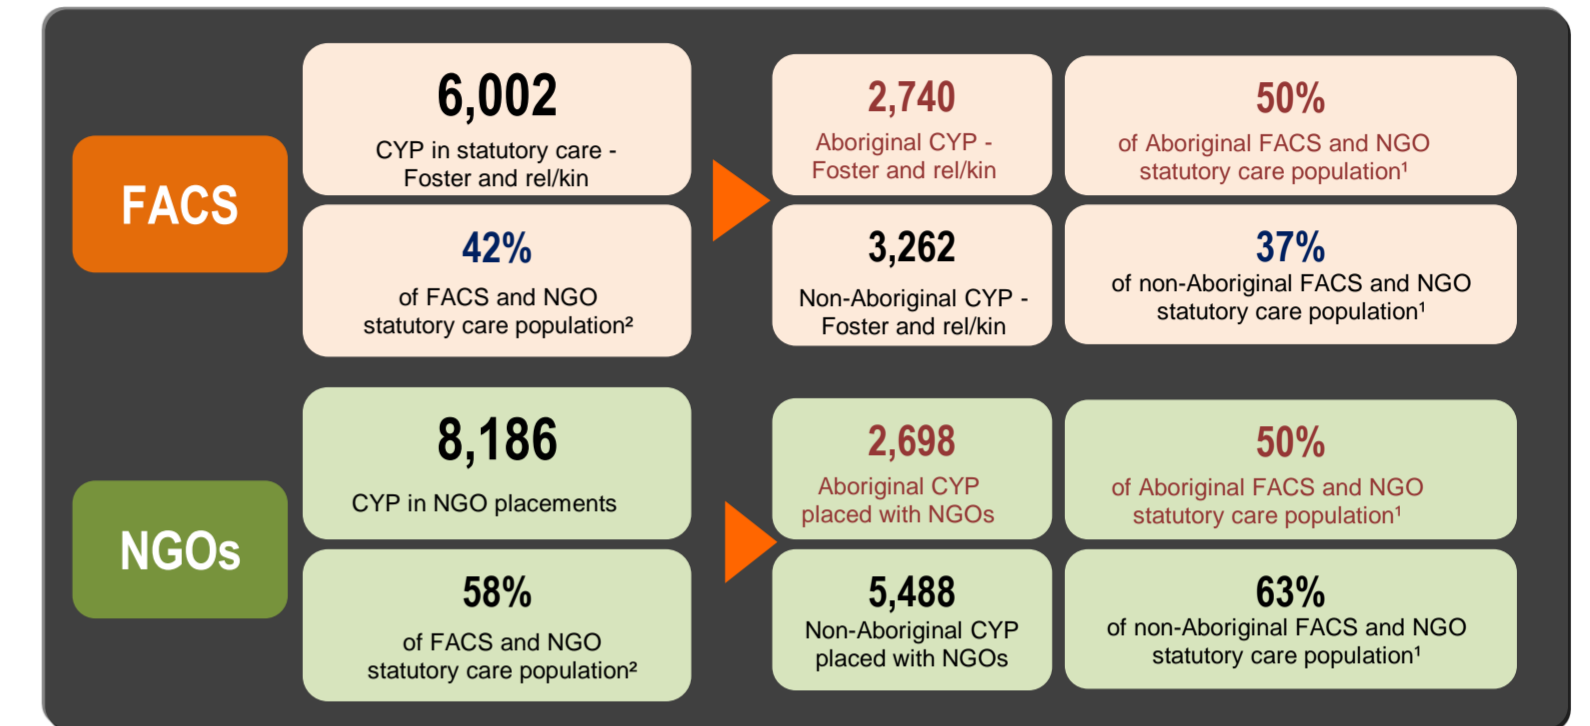 FACS
6,002
CYP in statutory care -
Foster and rel/kin
42%
of FACS and NGO
statutory care population²
2,740
Aboriginal CYP -
Foster and rel/kin
50%
of Aboriginal FACS and NGO
statutory care population¹
3,262
Non-Aboriginal CYP -
Foster and rel/kin
37%
of non-Aboriginal FACS and NGO
statutory care population¹
NGOs
8,186
CYP in NGO placements
58%
of FACS and NGO
statutory care population²
2,698
Aboriginal CYP
placed with NGOs
50%
of Aboriginal FACS and NGO
statutory care population¹
5,488
Non-Aboriginal CYP
placed with NGOs
63%
of non-Aboriginal FACS and NGO
statutory care population¹